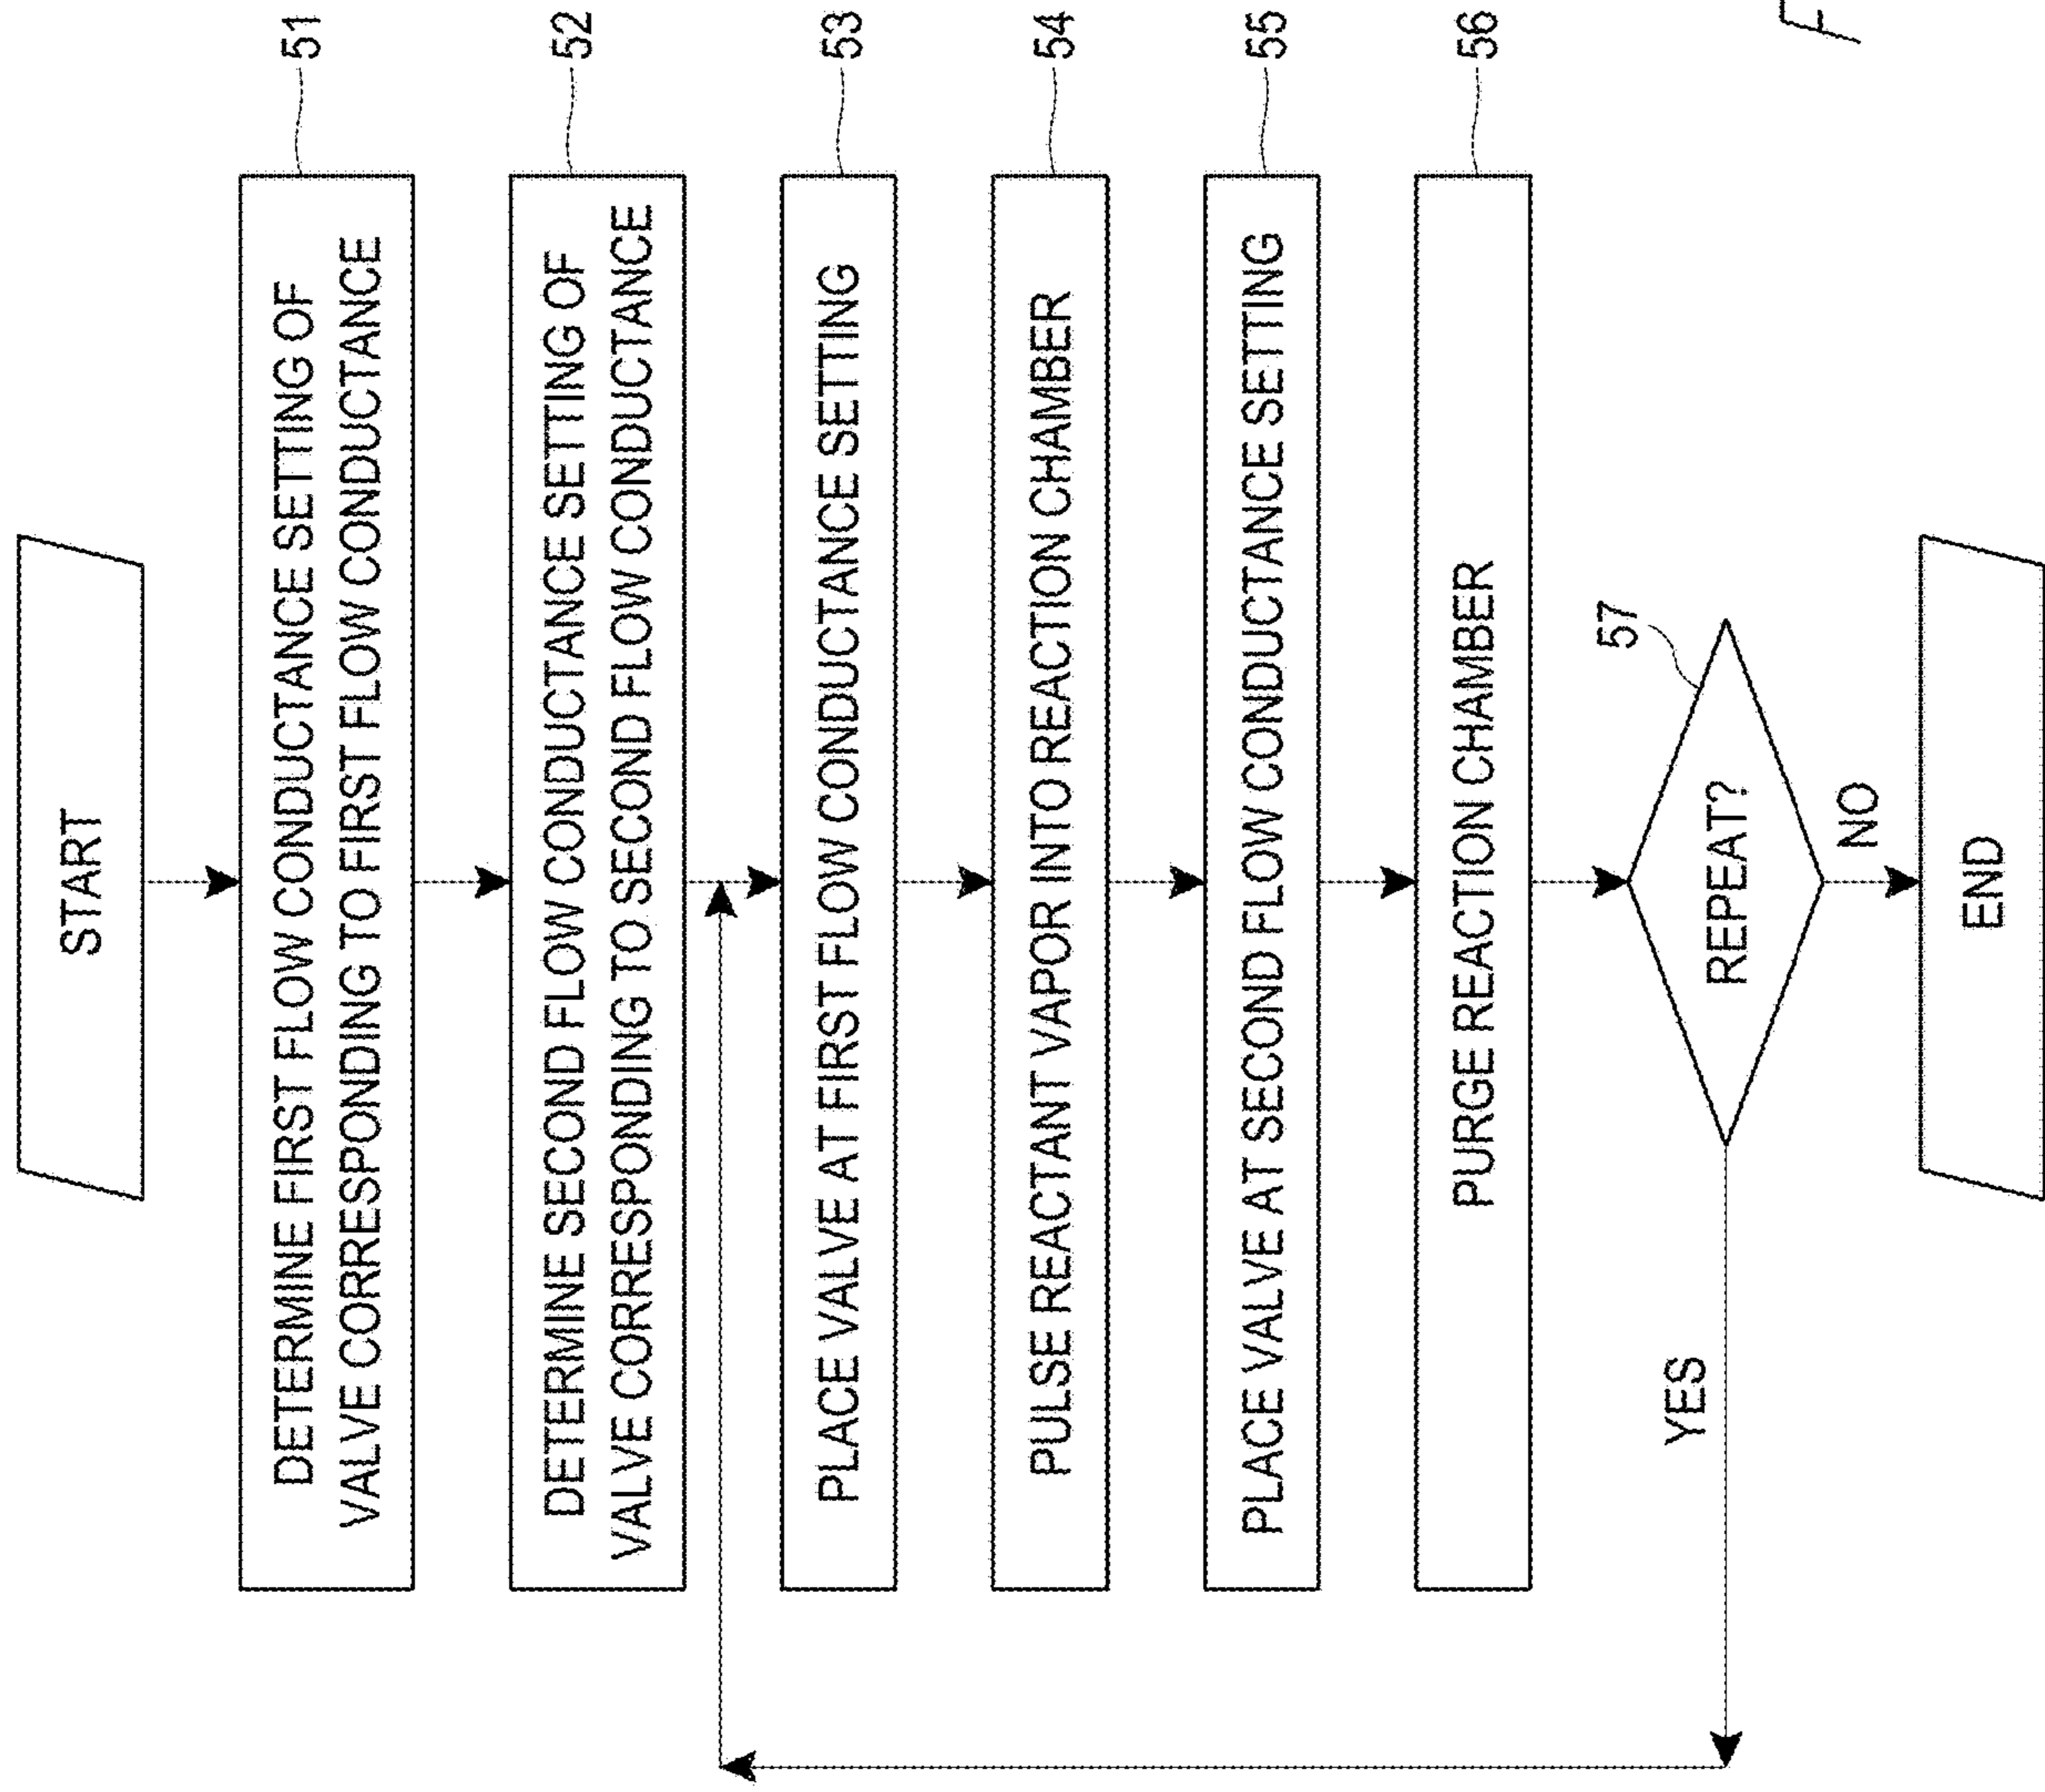 START
DETERMINE FIRST FLOW CONDUCTANCE SETTING OF
VALVE CORRESPONDING TO FIRST FLOW CONDUCTANCE
51
DETERMINE SECOND FLOW CONDUCTANCE SETTING OF
VALVE CORRESPONDING TO SECOND FLOW CONDUCTANCE
52
PLACE VALVE AT FIRST FLOW CONDUCTANCE SETTING
53
PULSE REACTANT VAPOR INTO REACTION CHAMBER
54
PLACE VALVE AT SECOND FLOW CONDUCTANCE SETTING
55
PURGE REACTION CHAMBER
56
57
YES
REPEAT?
NO
END